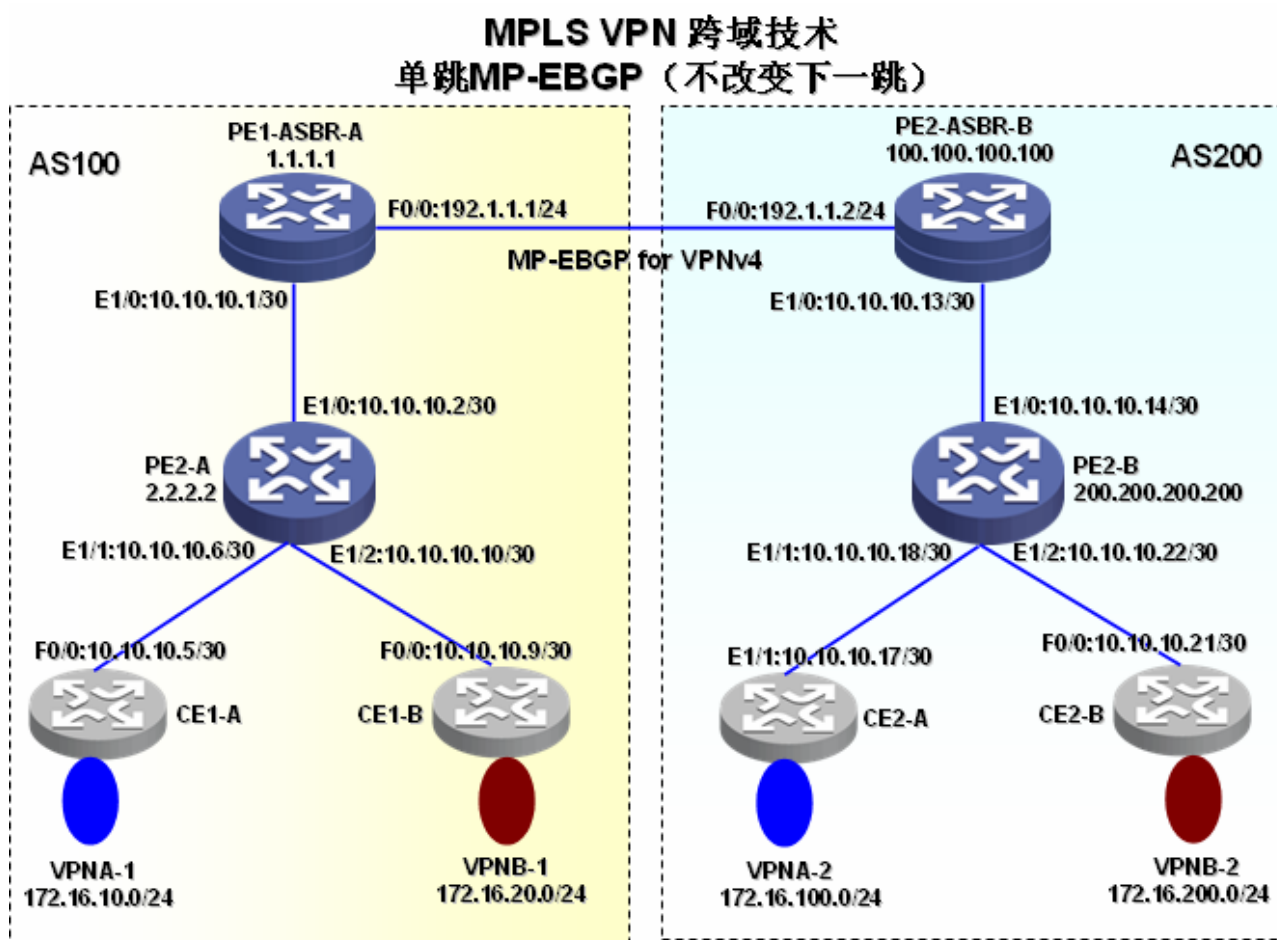 MPLS VPN 跨域技术
单跳MP-EBGP（不改变下一跳）
AS100
PE1-ASBR-A
1.1.1.1
PE2-ASBR-B
100.100.100.100
AS200
F0/0:192.1.1.1/24
F0/0:192.1.1.2/24
MP-EBGP for VPNv4
E1/0:10.10.10.1/30
E1/0:10.10.10.13/30
E1/0:10.10.10.2/30
E1/0:10.10.10.14/30
PE2-A
2.2.2.2
PE2-B
200.200.200.200
E1/1:10.10.10.6/30
E1/2:10.10.10.10/30
E1/1:10.10.10.18/30
E1/2:10.10.10.22/30
F0/0:10.10.10.5/30
F0/0:10.10.10.9/30
E1/1:10.10.10.17/30
F0/0:10.10.10.21/30
CE1-A
CE1-B
CE2-A
CE2-B
VPNA-1
172.16.10.0/24
VPNB-1
172.16.20.0/24
VPNA-2
172.16.100.0/24
VPNB-2
172.16.200.0/24